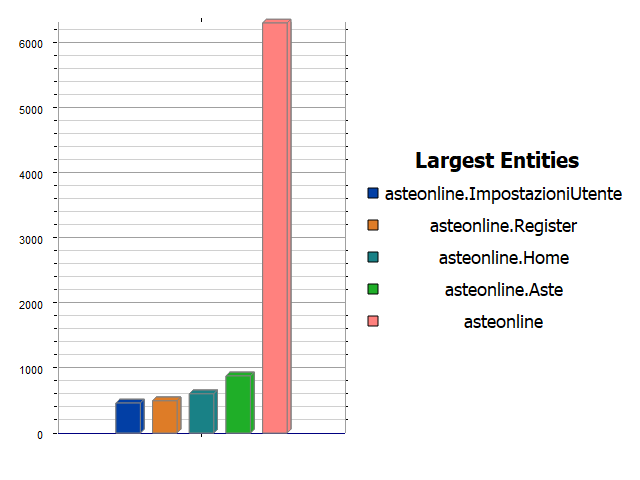 6000
5000
4000
3000
2000
1000
0
Largest Entities
asteonline.ImpostazioniUtente
asteonline.Register
asteonline.Home
asteonline.Aste
asteonline